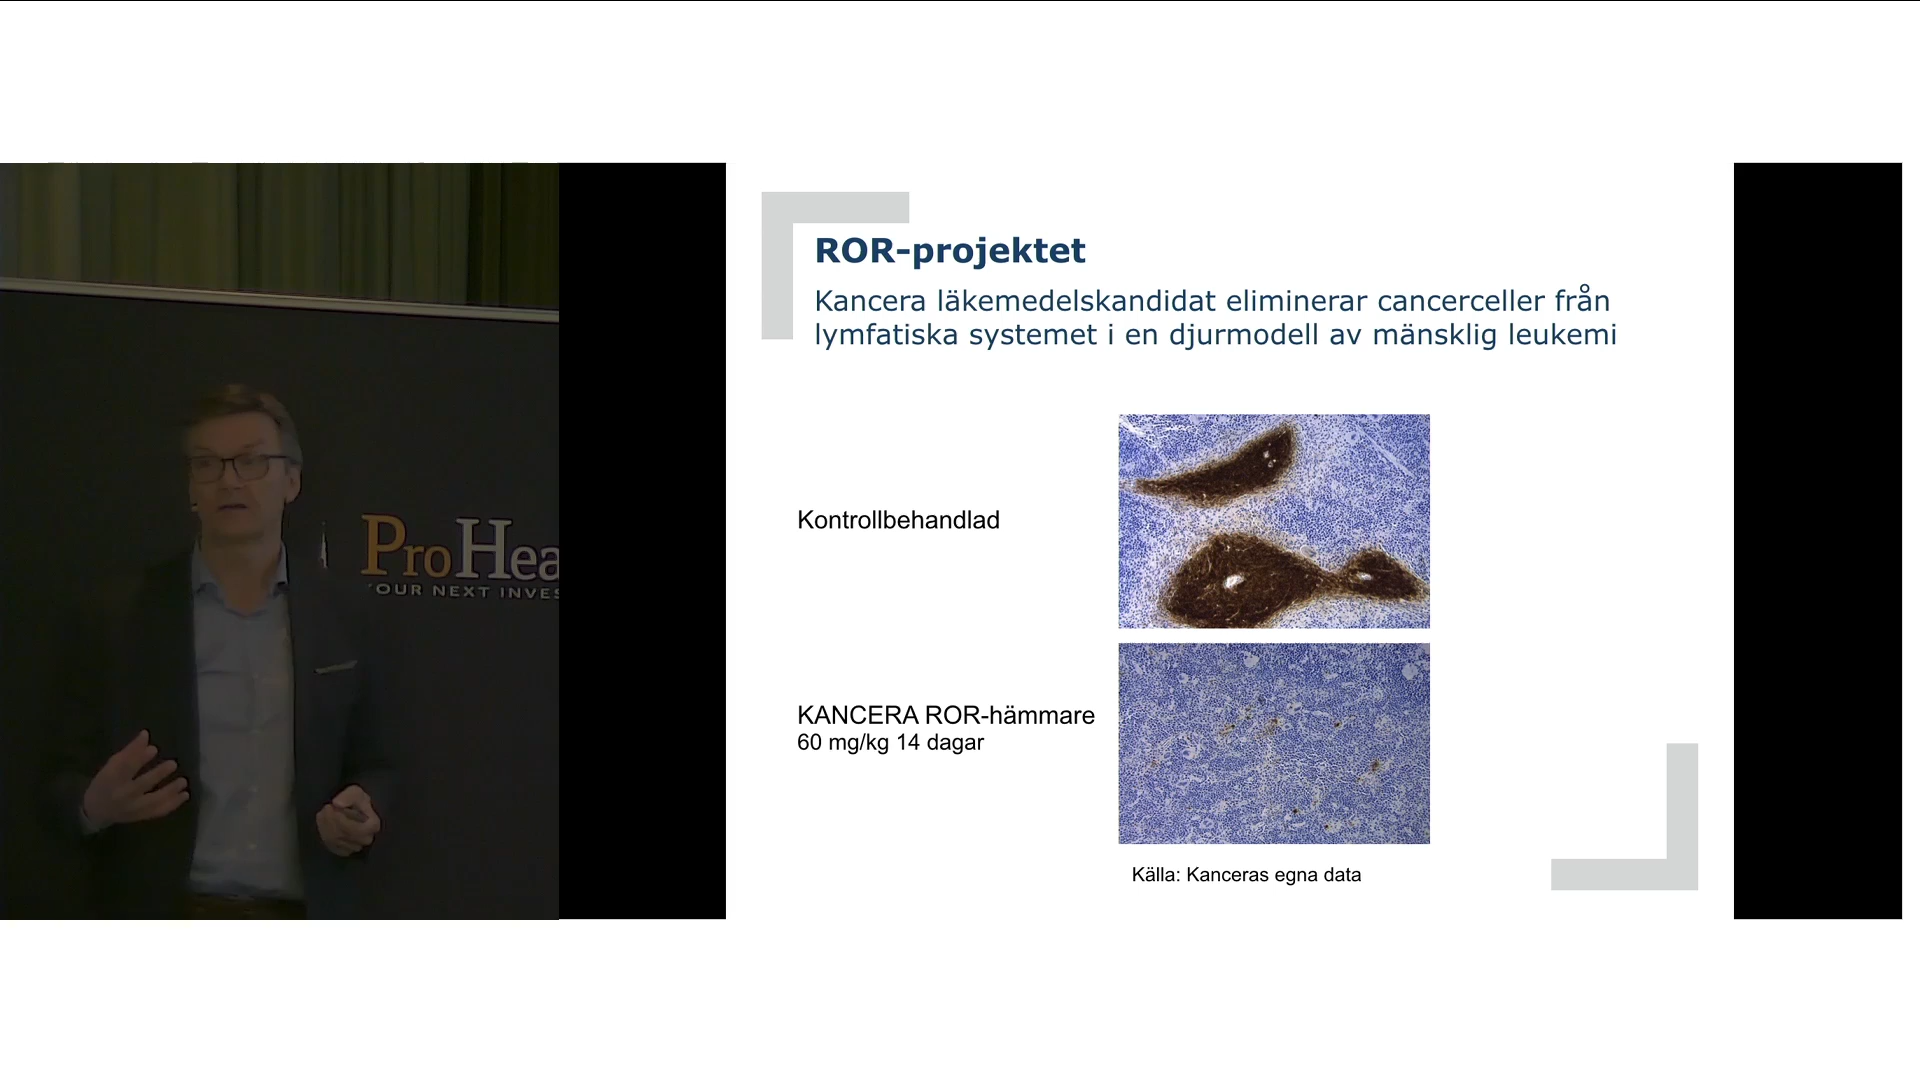 ProHea
OUR NEXT INVES
ROR-projektet
Kancera läkemedelskandidat eliminerar cancerceller från
lymfatiska systemet i en djurmodell av mänsklig leukemi
Kontrollbehandlad
KANCERA ROR-hämmare
60 mg/kg 14 dagar
Källa: Kanceras egna data